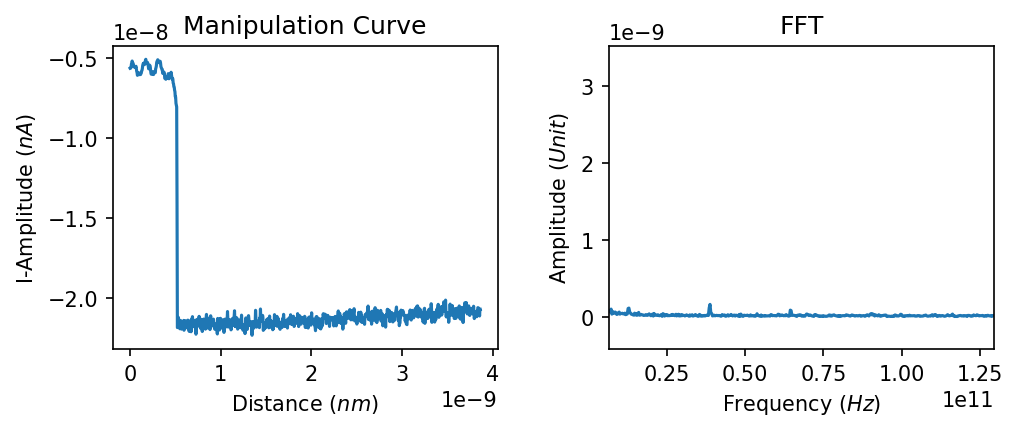 Manipulation Curve
1e−8
−0.5
−1.0
−1.5
−2.0
I-Amplitude (nA)
0 1 2 3 4
1e−9
Distance (nm)
FFT
1e−9
3
2
1
0
Amplitude (Unit)
0.25 0.50 0.75 1.00 1.25
1e11
Frequency (Hz)